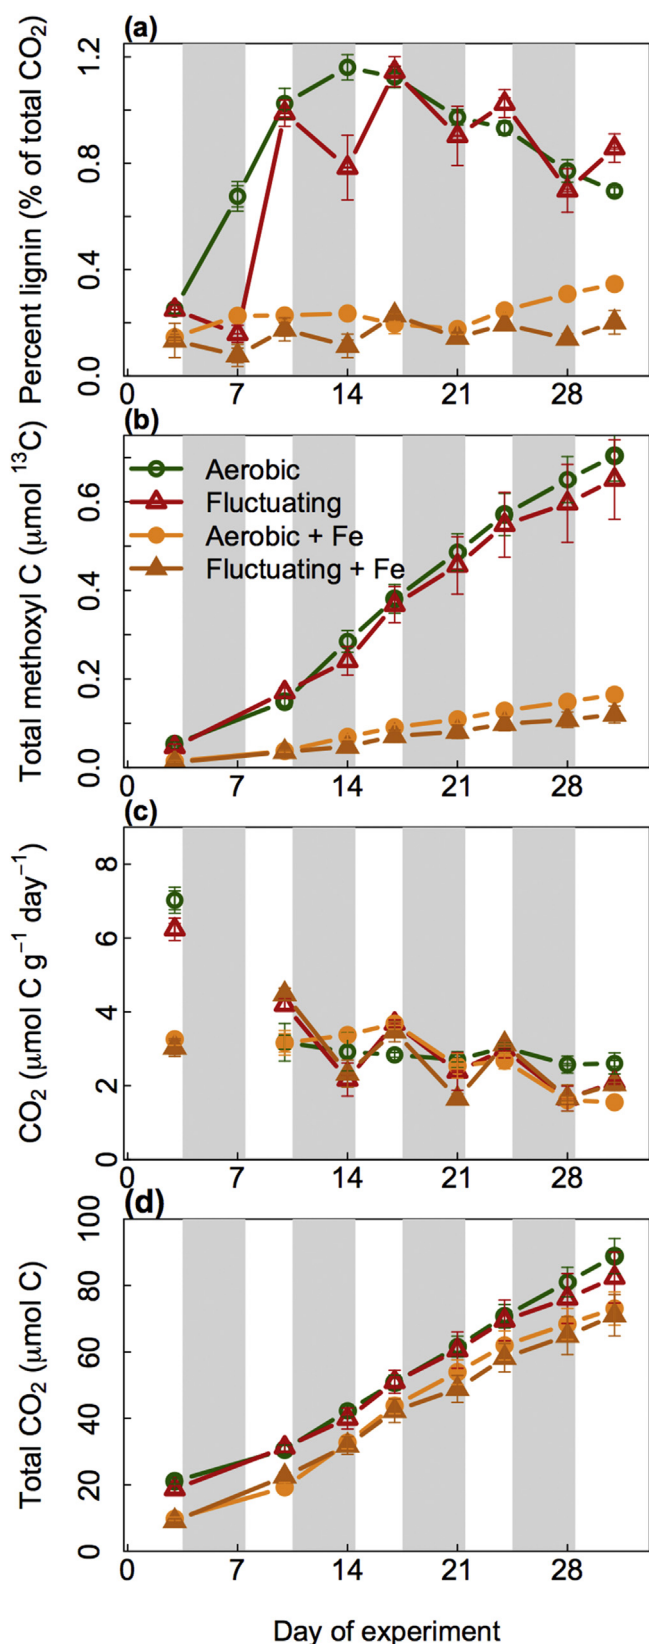 (a)
Percent lignin (% of total CO₂)
1.2
0.8
0.4
0.0
0 7 14 21 28
(b)
Total methoxyl C (μmol ¹³C)
0.6
0.4
0.2
0.0
Aerobic
Fluctuating
Aerobic + Fe
Fluctuating + Fe
0 7 14 21 28
(c)
CO₂ (μmol C g⁻¹ day⁻¹)
8
6
4
2
0
0 7 14 21 28
(d)
Total CO₂ (μmol C)
100
80
60
40
20
0
0 7 14 21 28
Day of experiment